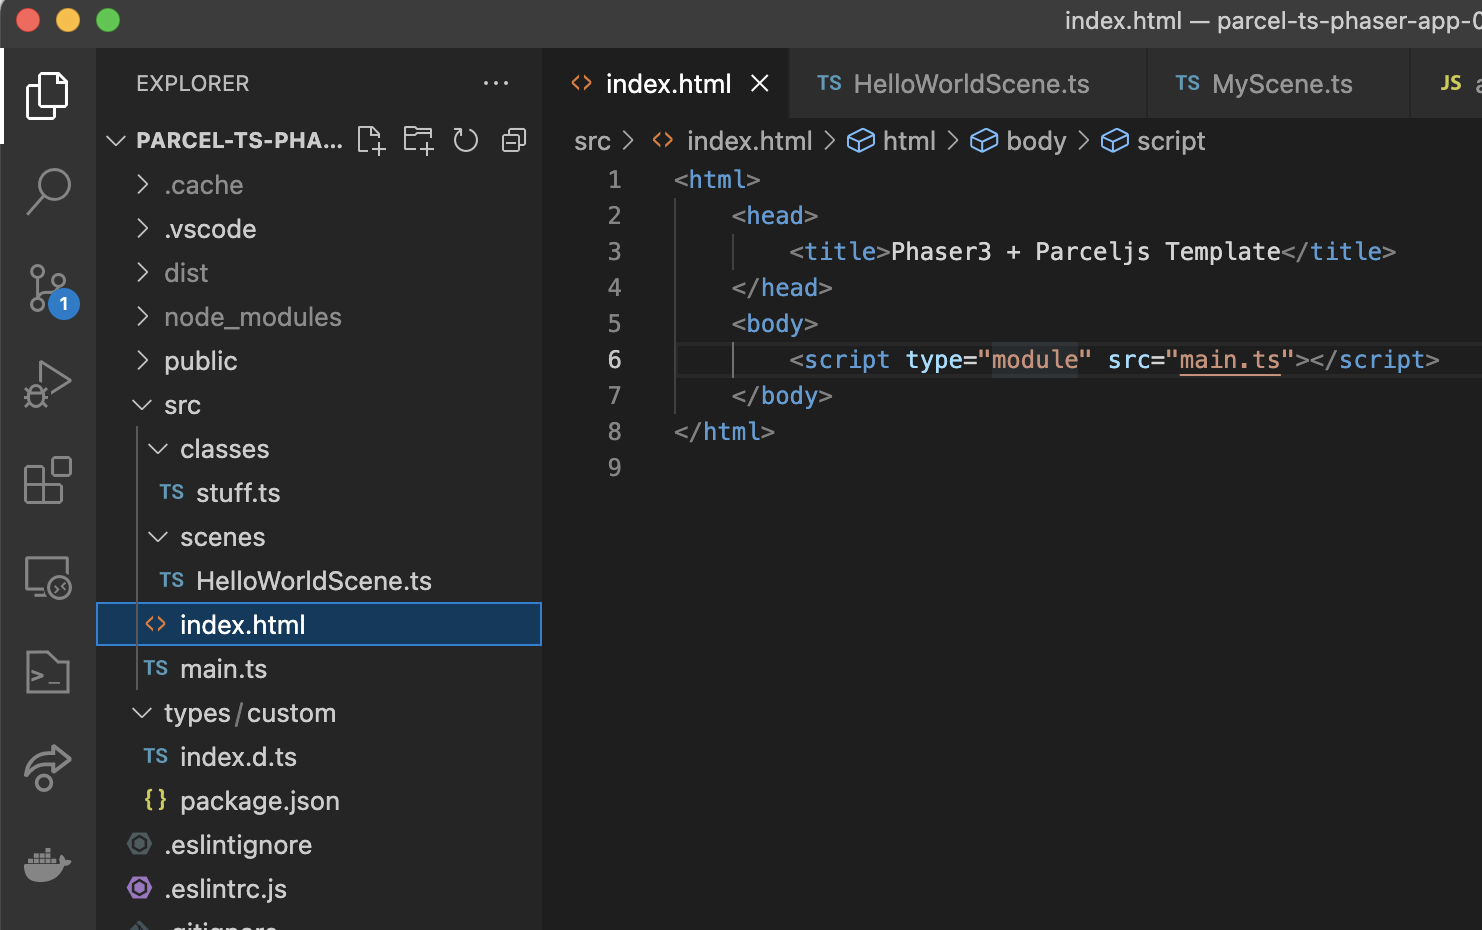 index.html — parcel-ts-phaser-app-0
EXPLORER ...
PARCEL-TS-PHA...
.cache
.vscode
dist
node_modules
public
src
classes
TS stuff.ts
scenes
TS HelloWorldScene.ts
<> index.html
TS main.ts
types/custom
TS index.d.ts
{} package.json
.eslintignore
.eslintrc.js
.gitignore
1
<> index.html × TS HelloWorldScene.ts TS MyScene.ts JS a
src > <> index.html > html > body > script
1 <html>
2 <head>
3 <title>Phaser3 + Parceljs Template</title>
4 </head>
5 <body>
6 <script type="module" src="main.ts"></script>
7 </body>
8 </html>
9